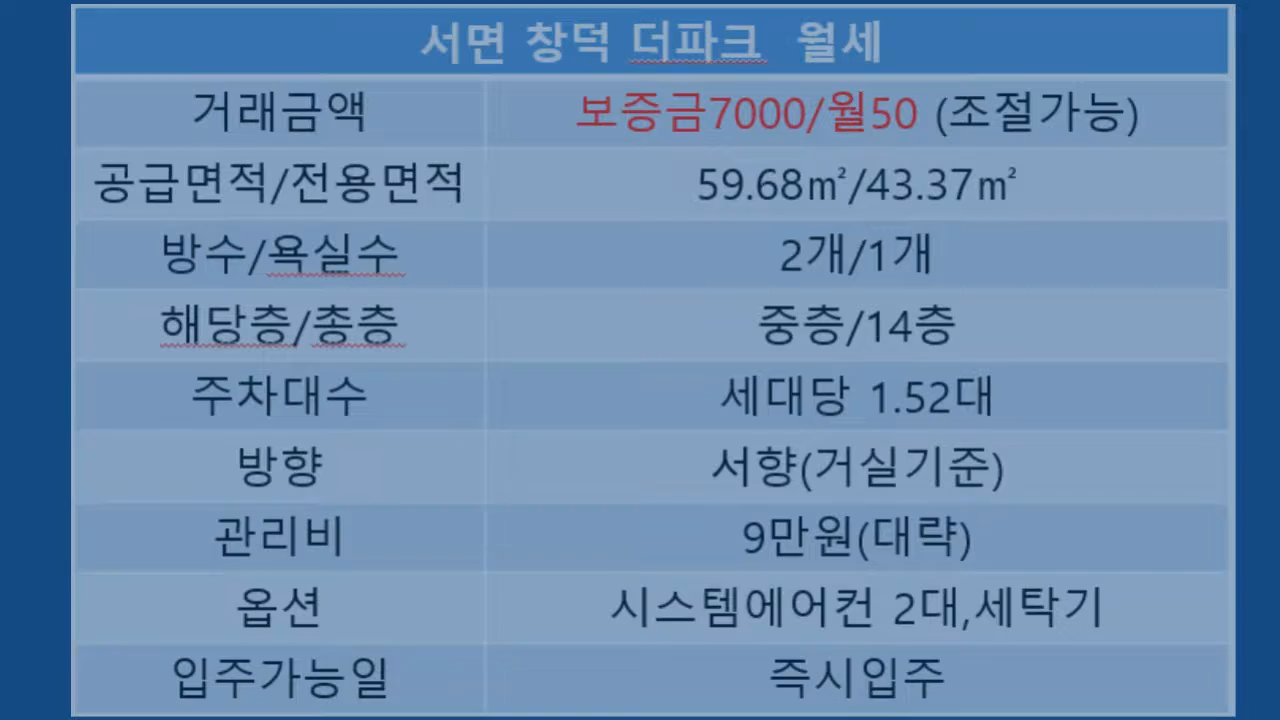 서면 창덕 더파크 월세
거래금액 보증금7000/월50 (조절가능)
공급면적/전용면적 59.68㎡/43.37㎡
방수/욕실수 2개/1개
해당층/총층 중층/14층
주차대수 세대당 1.52대
방향 서향(거실기준)
관리비 9만원(대략)
옵션 시스템에어컨 2대,세탁기
입주가능일 즉시입주